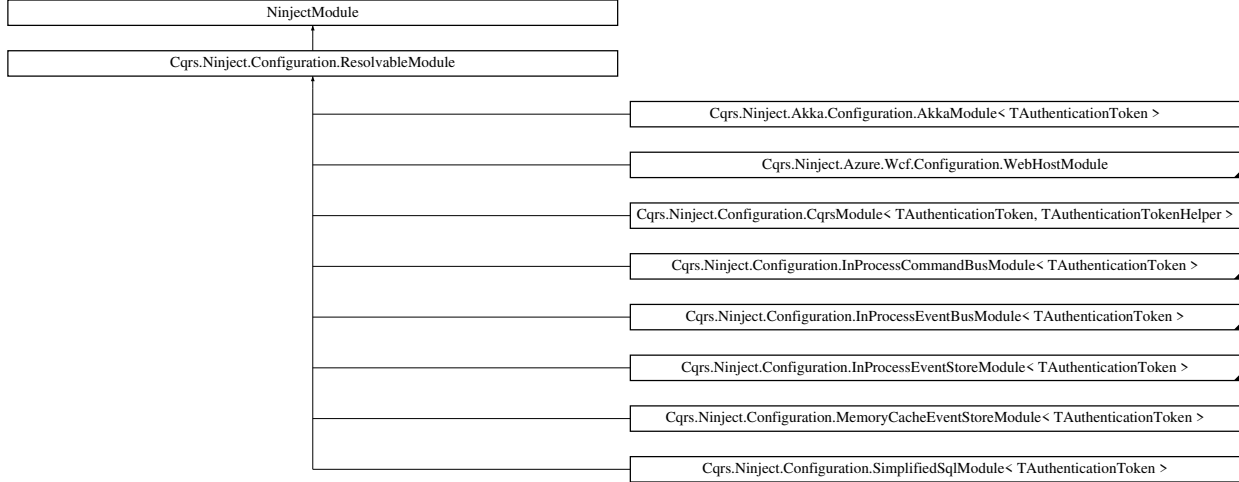 NinjectModule
Cqrs.Ninject.Configuration.ResolvableModule
Cqrs.Ninject.Akka.Configuration.AkkaModule< TAuthenticationToken >
Cqrs.Ninject.Azure.Wcf.Configuration.WebHostModule
Cqrs.Ninject.Configuration.CqrsModule< TAuthenticationToken, TAuthenticationTokenHelper >
Cqrs.Ninject.Configuration.InProcessCommandBusModule< TAuthenticationToken >
Cqrs.Ninject.Configuration.InProcessEventBusModule< TAuthenticationToken >
Cqrs.Ninject.Configuration.InProcessEventStoreModule< TAuthenticationToken >
Cqrs.Ninject.Configuration.MemoryCacheEventStoreModule< TAuthenticationToken >
Cqrs.Ninject.Configuration.SimplifiedSqlModule< TAuthenticationToken >